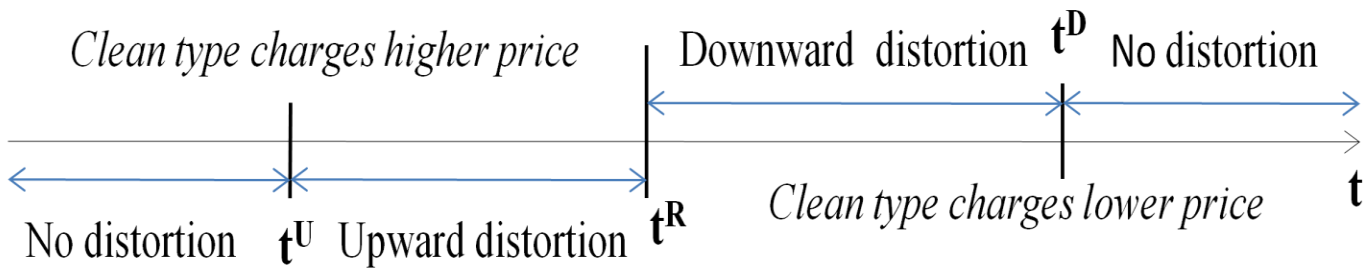 Clean type charges higher price
Downward distortion
t^D
No distortion
No distortion
t^U
Upward distortion
t^R
Clean type charges lower price
t